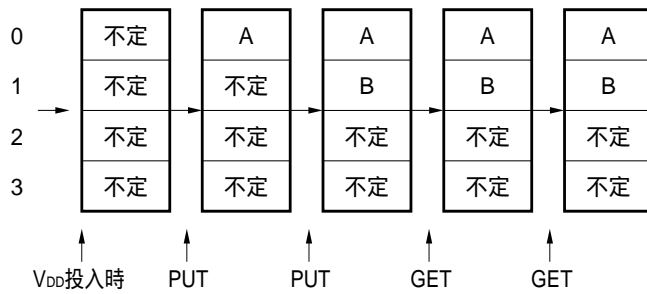 0 不定 A A A A
1 不定 不定 B B B
2 不定 不定 不定 不定 不定
3 不定 不定 不定 不定 不定
VDD投入時 PUT PUT GET GET